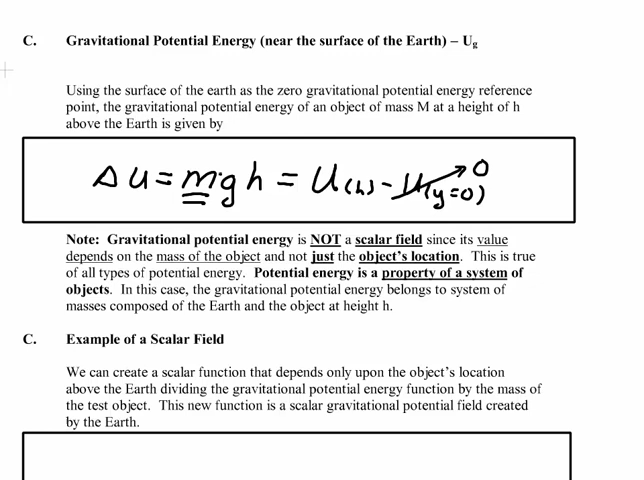 C. Gravitational Potential Energy (near the surface of the Earth) – Ug
Using the surface of the earth as the zero gravitational potential energy reference
point, the gravitational potential energy of an object of mass M at a height of h
above the Earth is given by
Δu = mgh = U(h) - U(y=0) 0
Note: Gravitational potential energy is NOT a scalar field since its value
depends on the mass of the object and not just the object's location. This is true
of all types of potential energy. Potential energy is a property of a system of
objects. In this case, the gravitational potential energy belongs to system of
masses composed of the Earth and the object at height h.
C. Example of a Scalar Field
We can create a scalar function that depends only upon the object's location
above the Earth dividing the gravitational potential energy function by the mass of
the test object. This new function is a scalar gravitational potential field created
by the Earth.